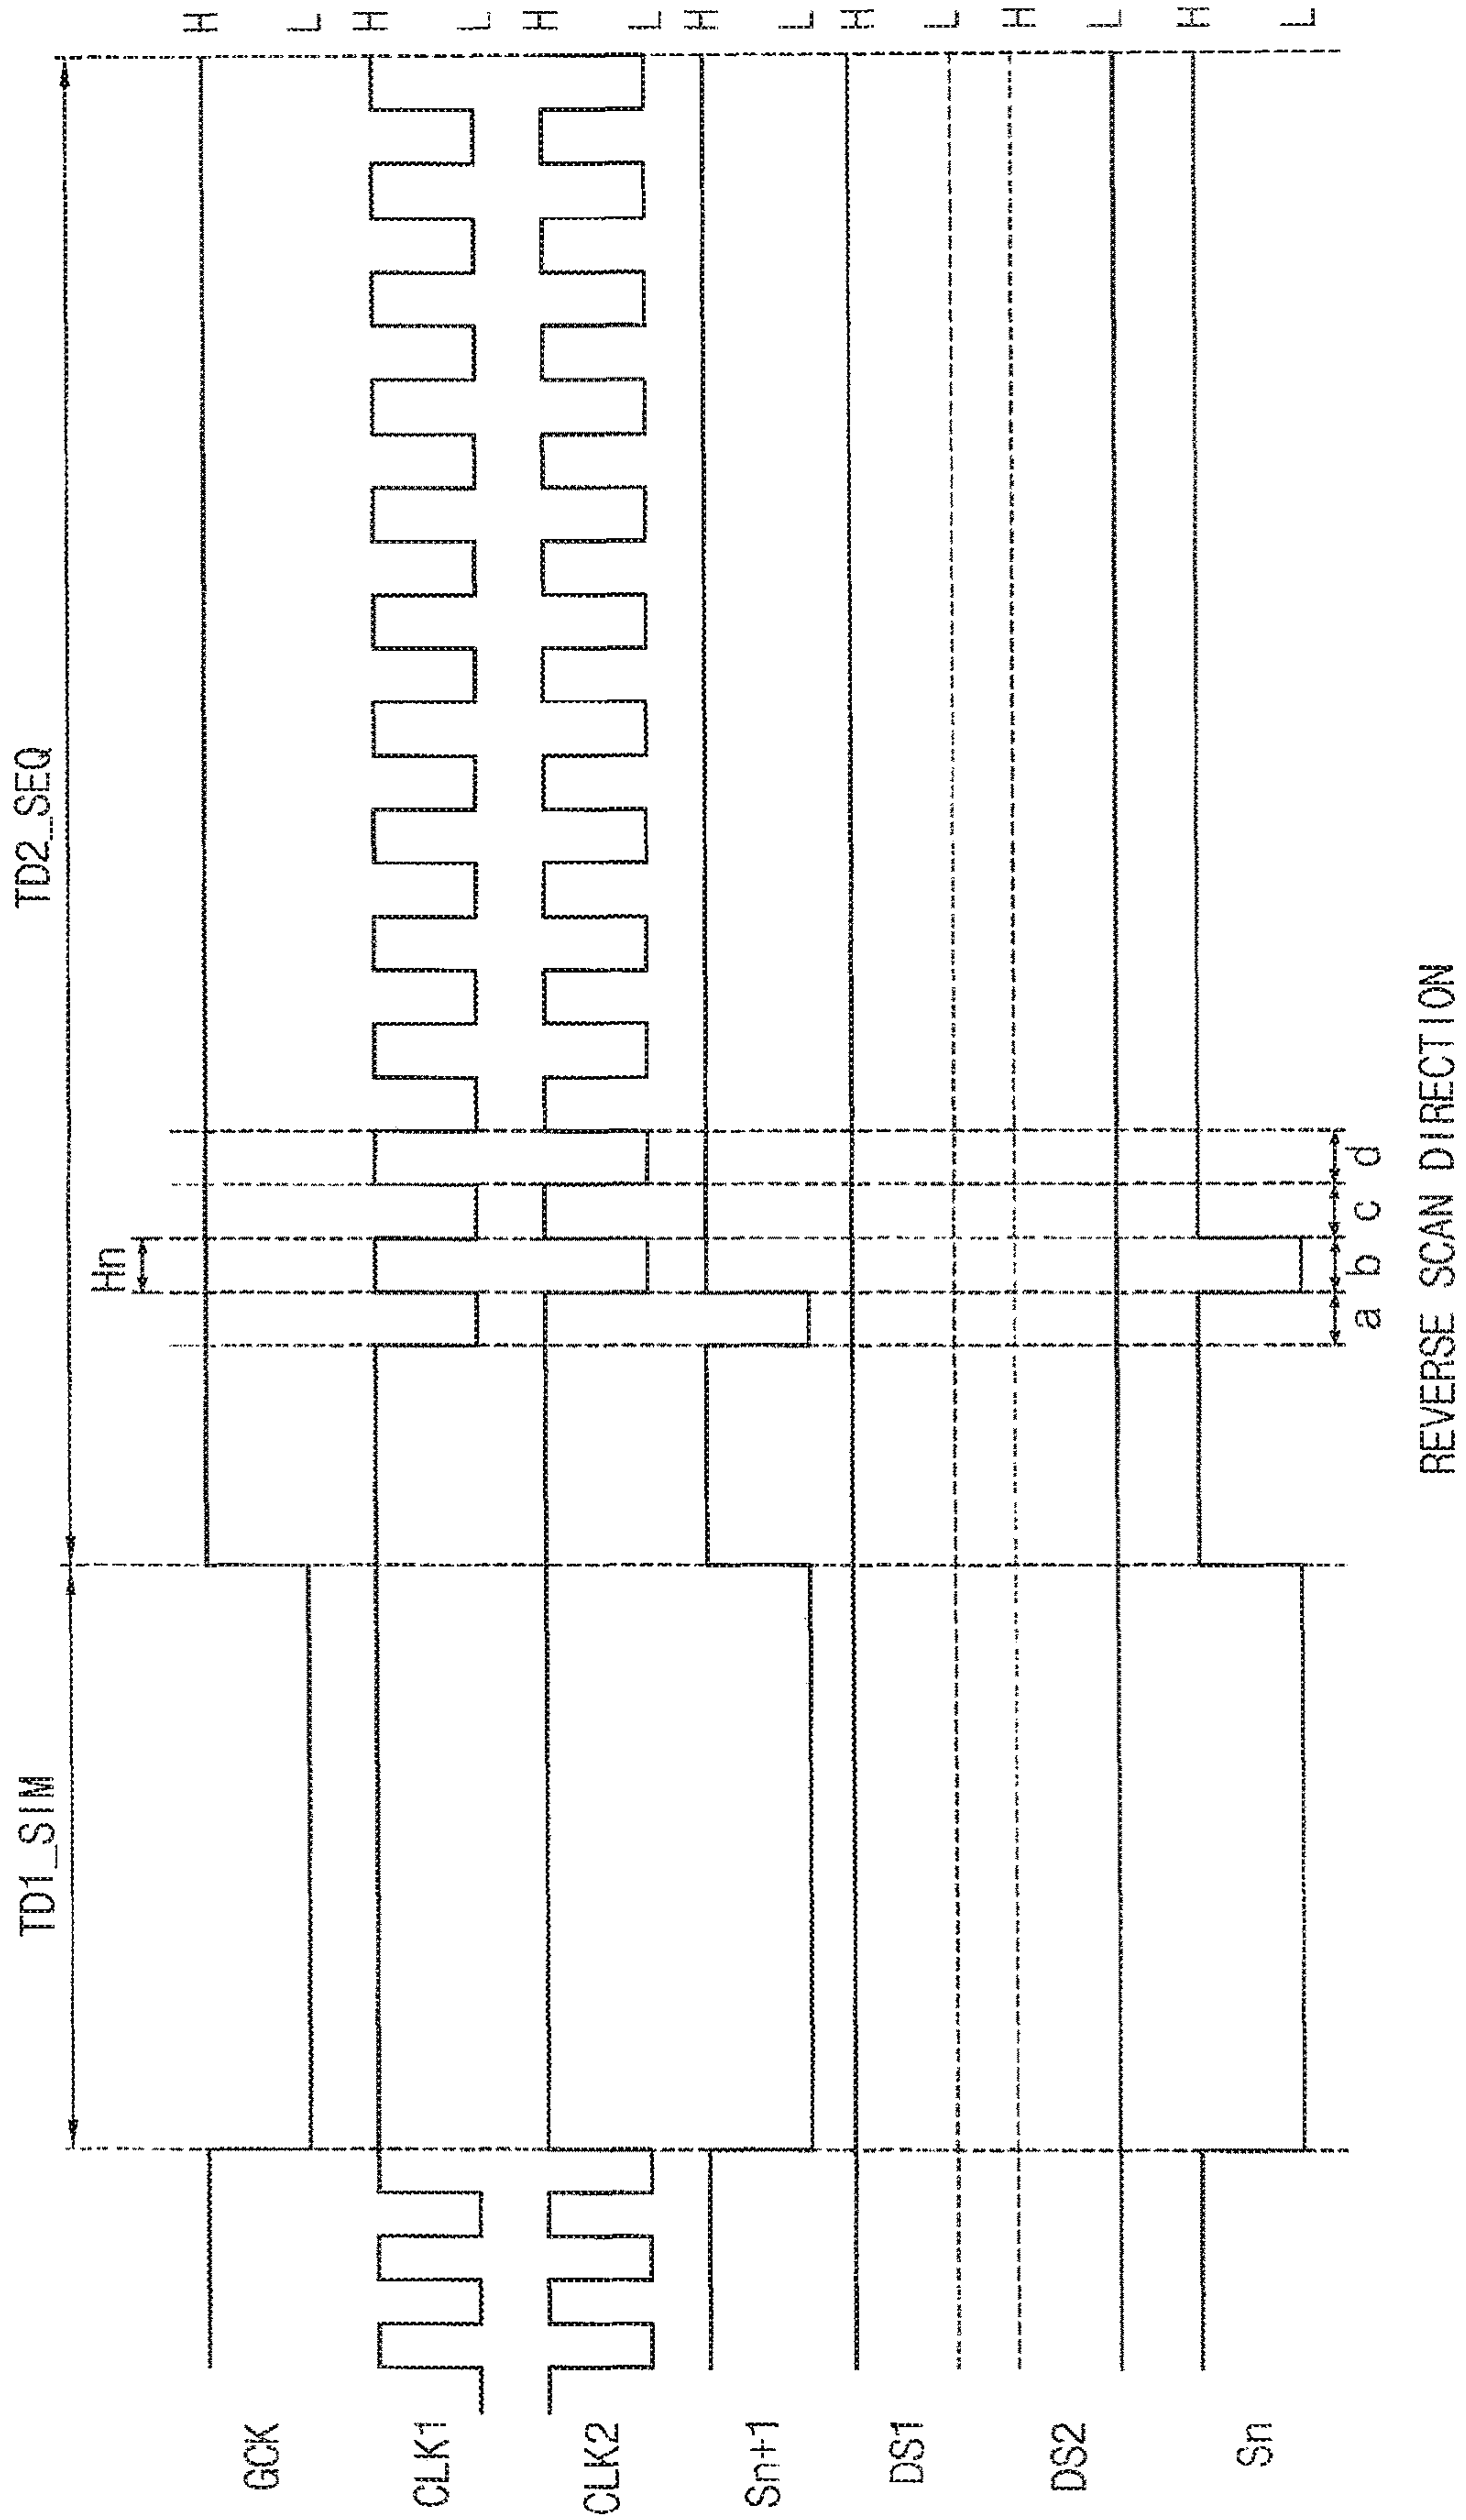 TD1_SIM
TD2_SEQ
Hn
GCK
H
L
CLK1
H
L
CLK2
H
L
Sn+1
H
L
DS1
H
L
DS2
H
L
Sn
H
L
a
b
c
d
REVERSE SCAN DIRECTION